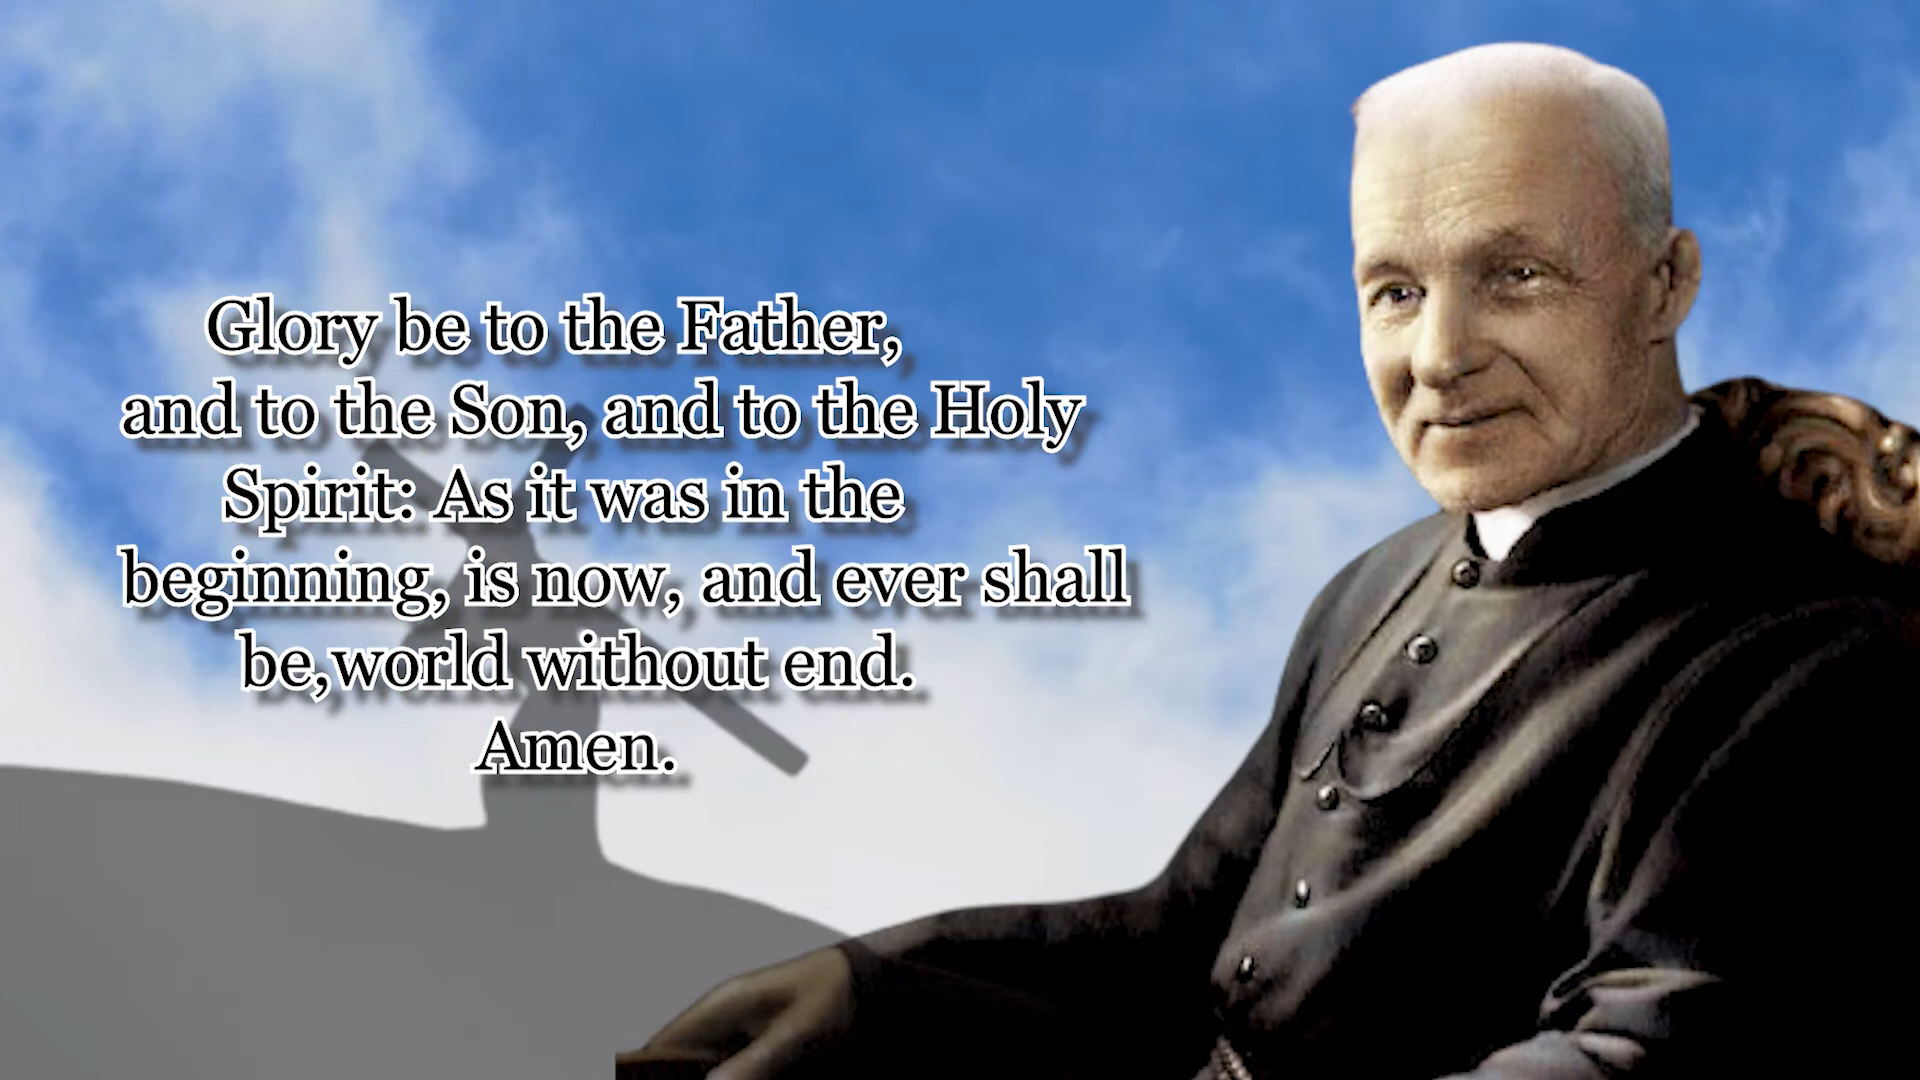 Glory be to the Father,
and to the Son, and to the Holy
Spirit: As it was in the
beginning, is now, and ever shall
be,world without end.
Amen.